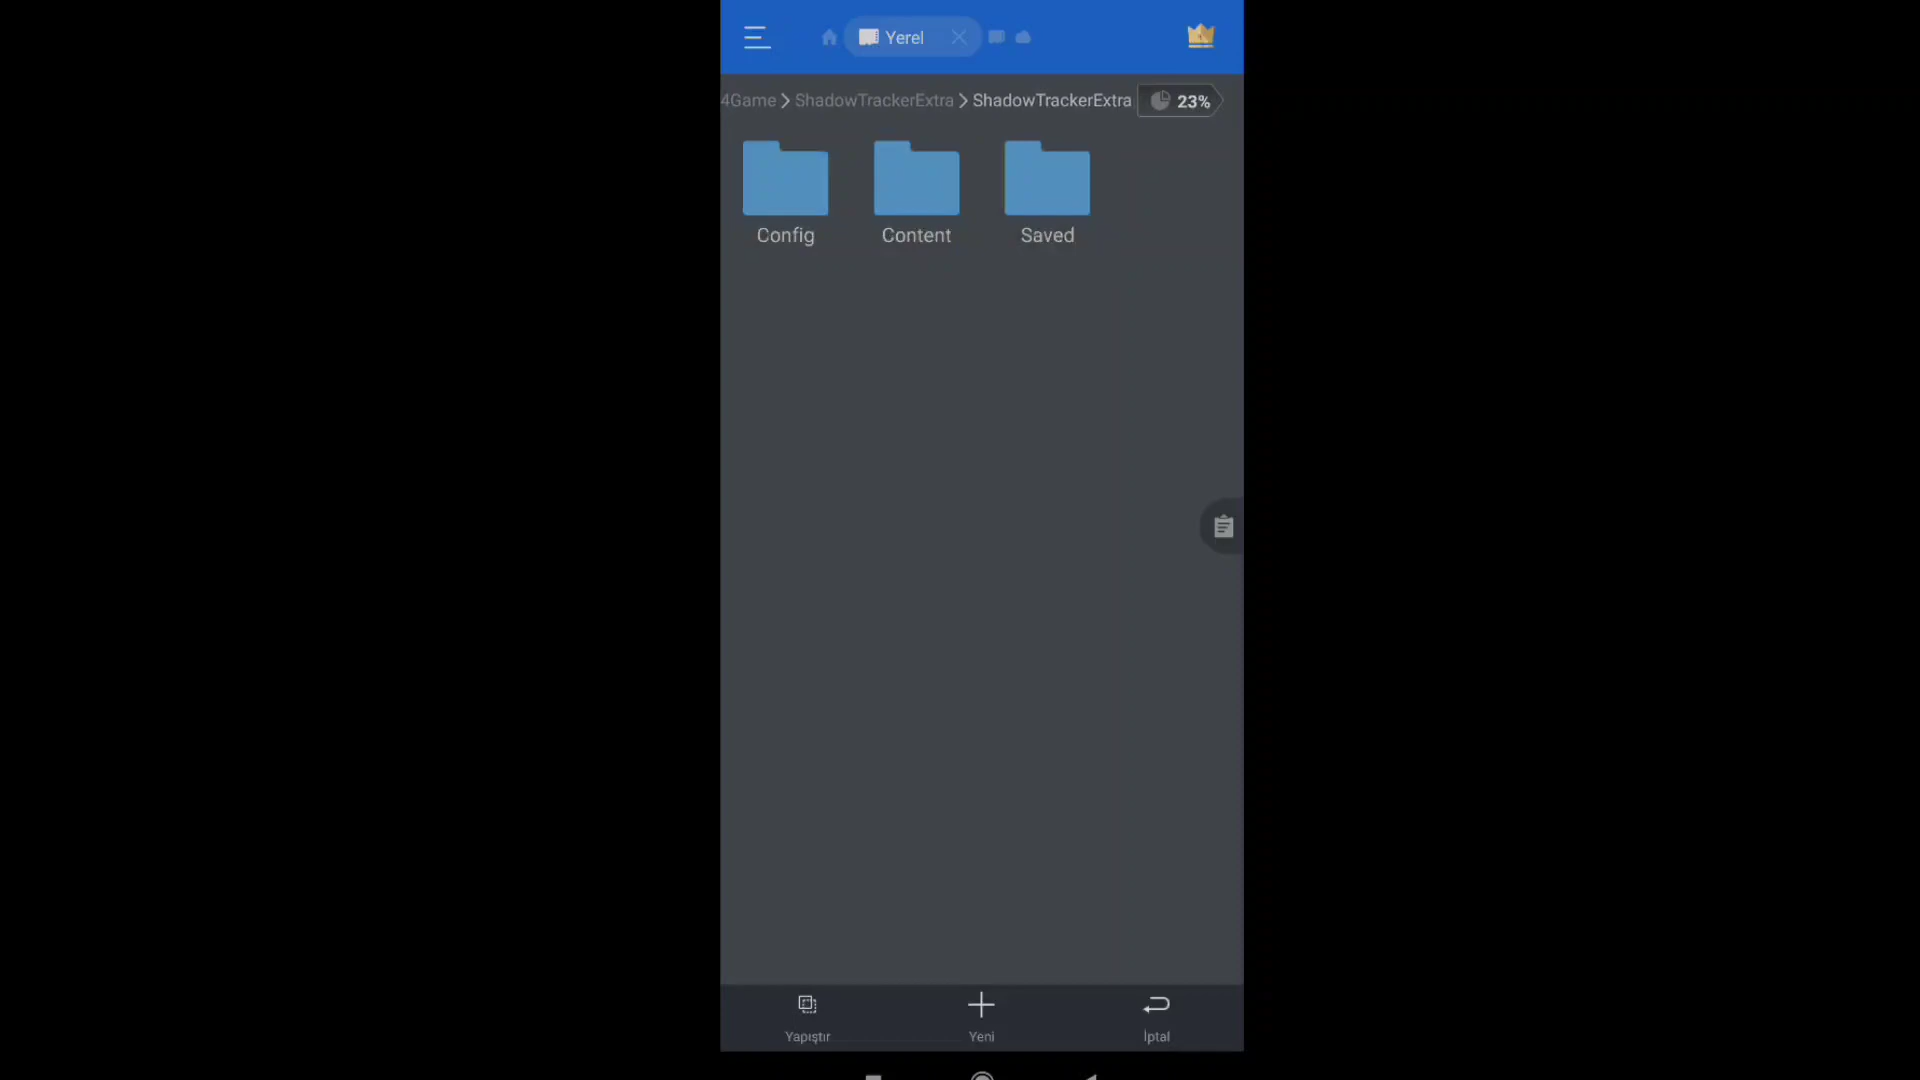 Yerel
4Game > ShadowTrackerExtra > ShadowTrackerExtra 23%
Config Content Saved
Yapıştır Yeni İptal